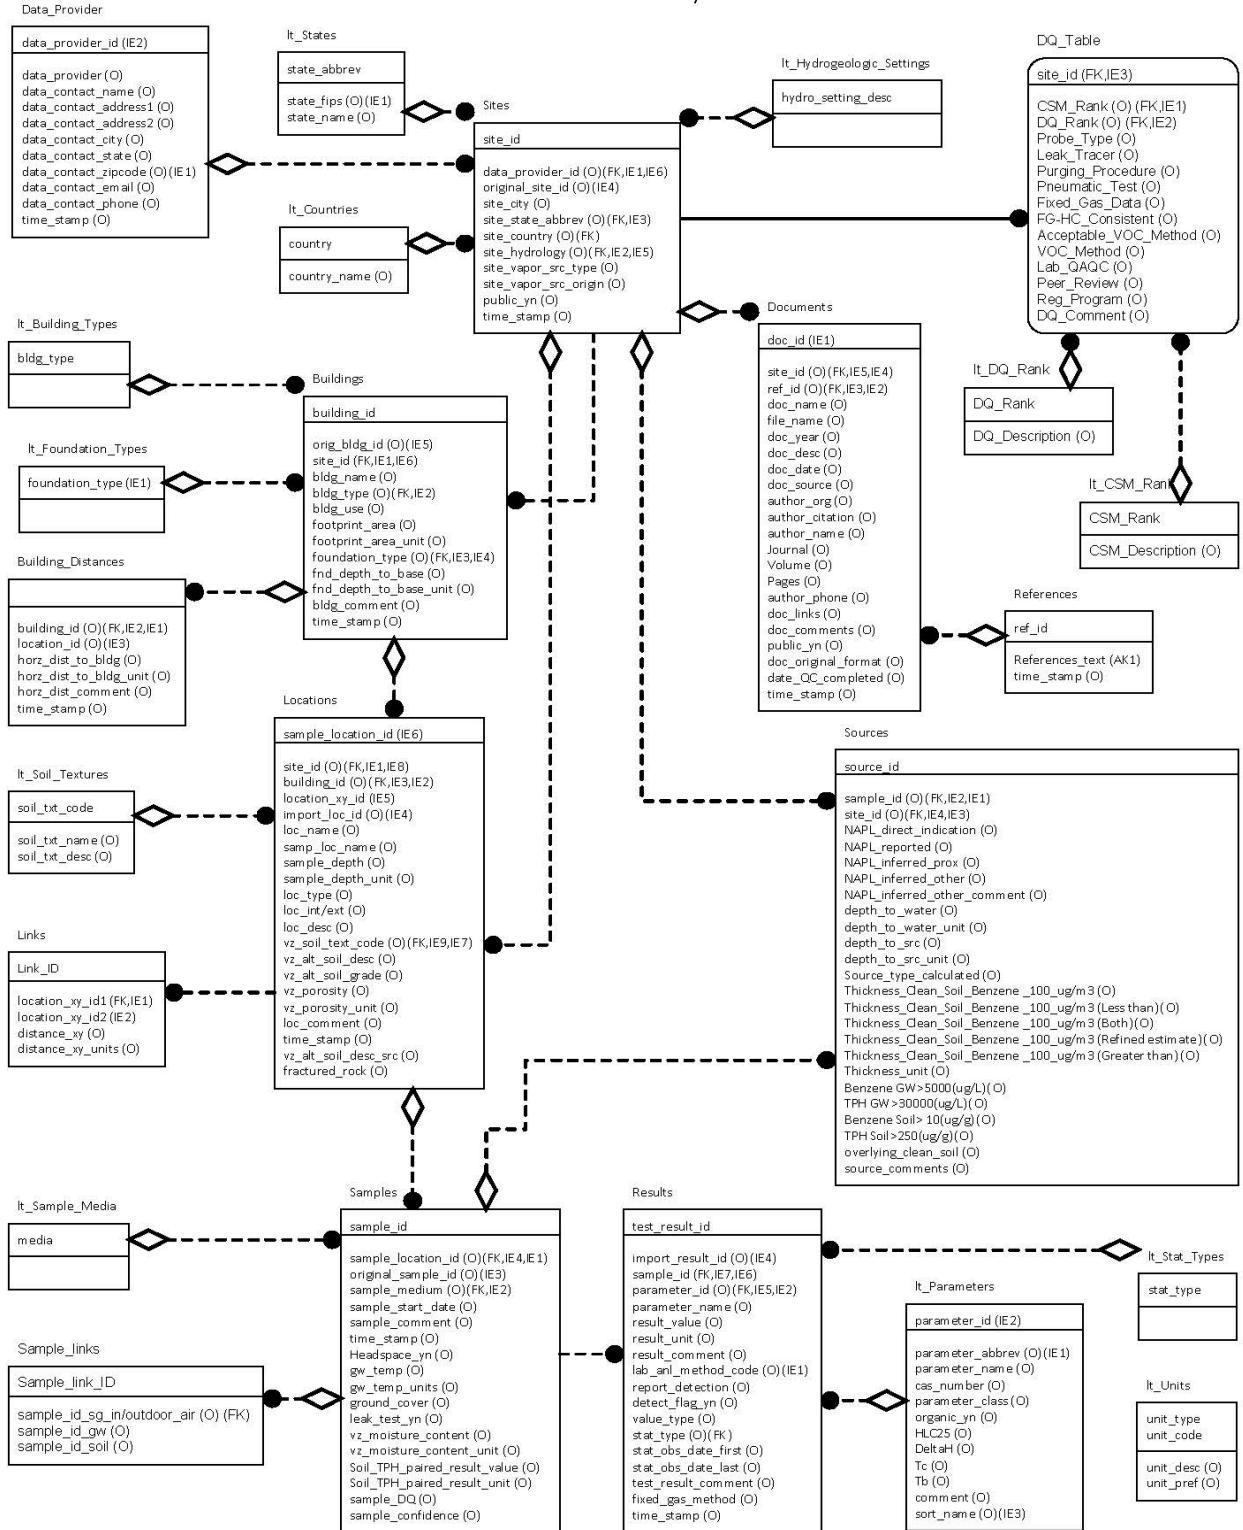 Data_Provider
data_provider_id (IE2)
data_provider (O)
data_contact_name (O)
data_contact_address1 (O)
data_contact_address2 (O)
data_contact_city (O)
data_contact_state (O)
data_contact_zipcode (O)(IE1)
data_contact_email (O)
data_contact_phone (O)
time_stamp (O)
lt_States
state_abbrev
state_fips (O)(IE1)
state_name (O)
lt_Countries
country
country_name (O)
Sites
site_id
data_provider_id (O)(FK,IE1,IE6)
original_site_id (O)(IE4)
site_city (O)
site_state_abbrev (O)(FK,IE3)
site_country (O)(FK)
site_hydrology (O)(FK,IE2,IE5)
site_vapor_src_type (O)
site_vapor_src_origin (O)
public_yn (O)
time_stamp (O)
lt_Hydrogeologic_Settings
hydro_setting_desc
DQ_Table
site_id (FK,IE3)
CSM_Rank (O) (FK,IE1)
DQ_Rank (O) (FK,IE2)
Probe_Type (O)
Leak_Tracer (O)
Purging_Procedure (O)
Pneumatic_Test (O)
Fixed_Gas_Data (O)
FG-HC_Consistent (O)
Acceptable_VOC_Method (O)
VOC_Method (O)
Lab_QAQC (O)
Peer_Review (O)
Reg_Program (O)
DQ_Comment (O)
lt_DQ_Rank
DQ_Rank
DQ_Description (O)
lt_CSM_Rank
CSM_Rank
CSM_Description (O)
Documents
doc_id (IE1)
site_id (O)(FK,IE5,IE4)
ref_id (O)(FK,IE3,IE2)
doc_name (O)
file_name (O)
doc_year (O)
doc_desc (O)
doc_date (O)
doc_source (O)
author_org (O)
author_citation (O)
author_name (O)
Journal (O)
Volume (O)
Pages (O)
author_phone (O)
doc_links (O)
doc_comments (O)
public_yn (O)
doc_original_format (O)
date_QC_completed (O)
time_stamp (O)
References
ref_id
References_text (AK1)
time_stamp (O)
lt_Building_Types
bldg_type
lt_Foundation_Types
foundation_type (IE1)
Buildings
building_id
orig_bldg_id (O)(IE5)
site_id (FK,IE1,IE6)
bldg_name (O)
bldg_type (O)(FK,IE2)
bldg_use (O)
footprint_area (O)
footprint_area_unit (O)
foundation_type (O)(FK,IE3,IE4)
fnd_depth_to_base (O)
fnd_depth_to_base_unit (O)
bldg_comment (O)
time_stamp (O)
Building_Distances
building_id (O)(FK,IE2,IE1)
location_id (O)(IE3)
horz_dist_to_bldg (O)
horz_dist_to_bldg_unit (O)
horz_dist_comment (O)
time_stamp (O)
lt_Soil_Textures
soil_txt_code
soil_txt_name (O)
soil_txt_desc (O)
Links
Link_ID
location_xy_id1 (FK,IE1)
location_xy_id2 (IE2)
distance_xy (O)
distance_xy_units (O)
Locations
sample_location_id (IE6)
site_id (O)(FK,IE1,IE8)
building_id (O)(FK,IE3,IE2)
location_xy_id (IE5)
import_loc_id (O)(IE4)
loc_name (O)
samp_loc_name (O)
sample_depth (O)
sample_depth_unit (O)
loc_type (O)
loc_int/ext (O)
loc_desc (O)
vz_soil_text_code (O)(FK,IE9,IE7)
vz_alt_soil_desc (O)
vz_alt_soil_grade (O)
vz_porosity (O)
vz_porosity_unit (O)
loc_comment (O)
time_stamp (O)
vz_alt_soil_desc_src (O)
fractured_rock (O)
Sources
source_id
sample_id (O)(FK,IE2,IE1)
site_id (O)(FK,IE4,IE3)
NAPL_direct_indication (O)
NAPL_reported (O)
NAPL_inferred_prox (O)
NAPL_inferred_other (O)
NAPL_inferred_other_comment (O)
depth_to_water (O)
depth_to_water_unit (O)
depth_to_src (O)
depth_to_src_unit (O)
Source_type_calculated (O)
Thickness_Clean_Soil_Benzene _100_ug/m3 (O)
Thickness_Clean_Soil_Benzene _100_ug/m3 (Less than)(O)
Thickness_Clean_Soil_Benzene _100_ug/m3 (Both)(O)
Thickness_Clean_Soil_Benzene _100_ug/m3 (Refined estimate)(O)
Thickness_Clean_Soil_Benzene _100_ug/m3 (Greater than)(O)
Thickness_unit (O)
Benzene GW>5000(ug/L)(O)
TPH GW>30000(ug/L)(O)
Benzene Soil> 10(ug/g)(O)
TPH Soil>250(ug/g)(O)
overlying_clean_soil (O)
source_comments (O)
lt_Sample_Media
media
Sample_links
Sample_link_ID
sample_id_sg_in/outdoor_air (O) (FK)
sample_id_gw (O)
sample_id_soil (O)
Samples
sample_id
sample_location_id (O)(FK,IE4,IE1)
original_sample_id (O)(IE3)
sample_medium (O)(FK,IE2)
sample_start_date (O)
sample_comment (O)
time_stamp (O)
Headspace_yn (O)
gw_temp (O)
gw_temp_units (O)
ground_cover (O)
leak_test_yn (O)
vz_moisture_content (O)
vz_moisture_content_unit (O)
Soil_TPH_paired_result_value (O)
Soil_TPH_paired_result_unit (O)
sample_DQ (O)
sample_confidence (O)
Results
test_result_id
import_result_id (O)(IE4)
sample_id (FK,IE7,IE6)
parameter_id (O)(FK,IE5,IE2)
parameter_name (O)
result_value (O)
result_unit (O)
result_comment (O)
lab_anl_method_code (O)(IE1)
report_detection (O)
detect_flag_yn (O)
value_type (O)
stat_type (O)(FK)
stat_obs_date_first (O)
stat_obs_date_last (O)
test_result_comment (O)
fixed_gas_method (O)
time_stamp (O)
lt_Parameters
parameter_id (IE2)
parameter_abbrev (O)(IE1)
parameter_name (O)
cas_number (O)
parameter_class(O)
organic_yn (O)
HLC25 (O)
DeltaH (O)
Tc (O)
Tb (O)
comment (O)
sort_name (O)(IE3)
lt_Stat_Types
stat_type
lt_Units
unit_type
unit_code
unit_desc (O)
unit_pref (O)